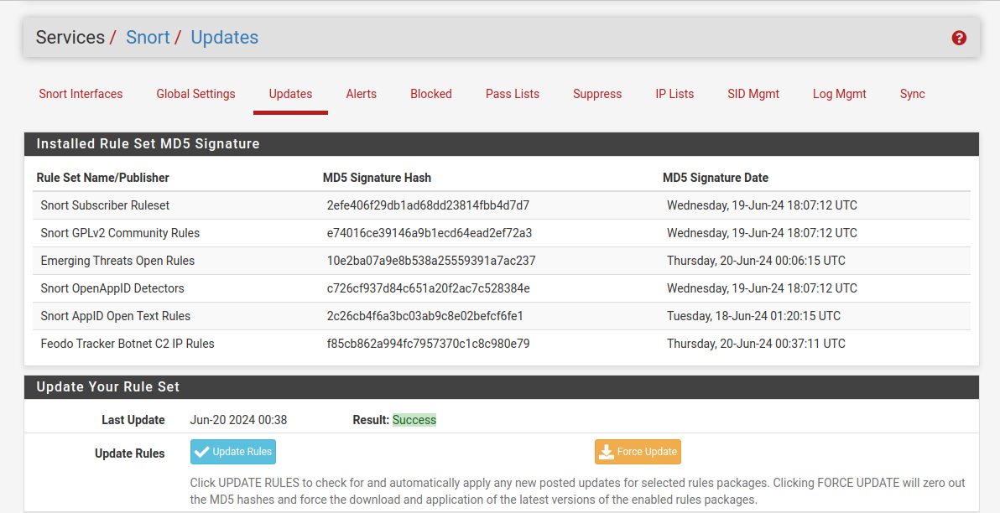 Services / Snort / Updates
Snort Interfaces Global Settings Updates Alerts Blocked Pass Lists Suppress IP Lists SID Mgmt Log Mgmt Sync
Installed Rule Set MD5 Signature
Rule Set Name/Publisher MD5 Signature Hash MD5 Signature Date
Snort Subscriber Ruleset 2efe406f29db1ad68dd23814fbb4d7d7 Wednesday, 19-Jun-24 18:07:12 UTC
Snort GPLv2 Community Rules e74016ce39146a9b1ecd64ead2ef72a3 Wednesday, 19-Jun-24 18:07:12 UTC
Emerging Threats Open Rules 10e2ba07a9e8b538a25559391a7ac237 Thursday, 20-Jun-24 00:06:15 UTC
Snort OpenAppID Detectors c726cf937d84c651a20f2ac7c528384e Wednesday, 19-Jun-24 18:07:12 UTC
Snort AppID Open Text Rules 2c26cb4f6a3bc03ab9c8e02befcf6fe1 Tuesday, 18-Jun-24 01:20:15 UTC
Feodo Tracker Botnet C2 IP Rules f85cb862a994fc7957370c1c8c980e79 Thursday, 20-Jun-24 00:37:11 UTC
Update Your Rule Set
Last Update Jun-20 2024 00:38 Result: Success
Update Rules Update Rules Force Update
Click UPDATE RULES to check for and automatically apply any new posted updates for selected rules packages. Clicking FORCE UPDATE will zero out
the MD5 hashes and force the download and application of the latest versions of the enabled rules packages.